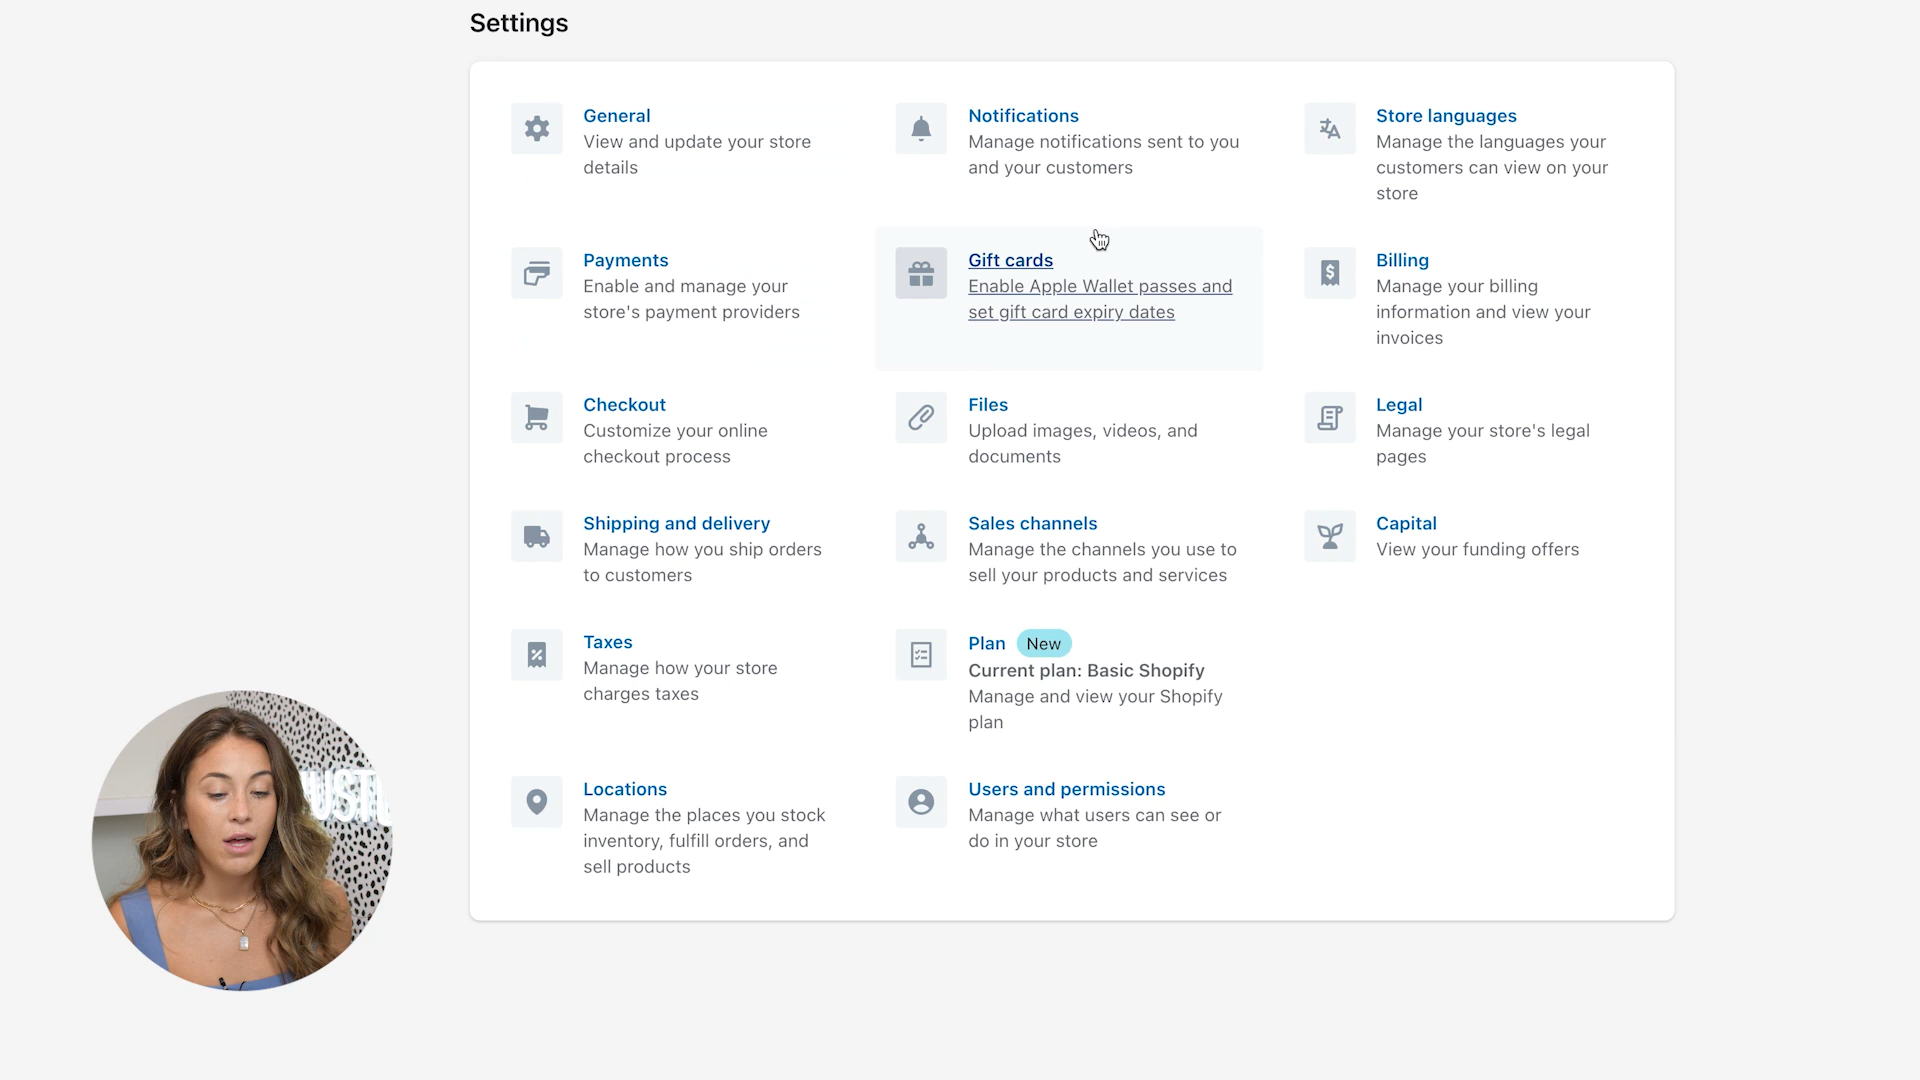 Settings
General
View and update your store
details
Notifications
Manage notifications sent to you
and your customers
Store languages
Manage the languages your
customers can view on your
store
Payments
Enable and manage your
store's payment providers
Gift cards
Enable Apple Wallet passes and
set gift card expiry dates
Billing
Manage your billing
information and view your
invoices
Checkout
Customize your online
checkout process
Files
Upload images, videos, and
documents
Legal
Manage your store's legal
pages
Shipping and delivery
Manage how you ship orders
to customers
Sales channels
Manage the channels you use to
sell your products and services
Capital
View your funding offers
Taxes
Manage how your store
charges taxes
Plan New
Current plan: Basic Shopify
Manage and view your Shopify
plan
Locations
Manage the places you stock
inventory, fulfill orders, and
sell products
Users and permissions
Manage what users can see or
do in your store